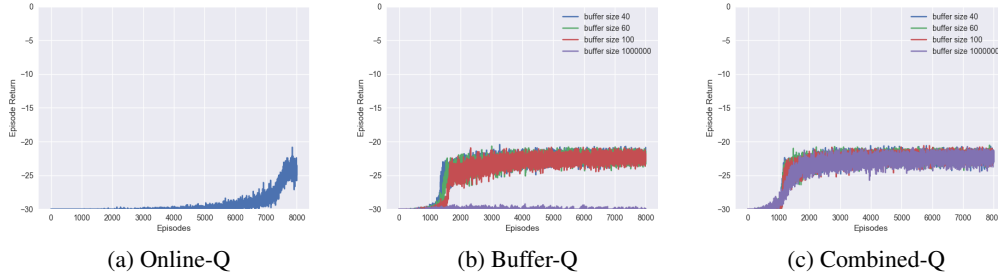 0
−5
−10
−15
−20
−25
−30
Episode Return
0 1000 2000 3000 4000 5000 6000 7000 8000
Episodes
(a) Online-Q
buffer size 40
buffer size 60
buffer size 100
buffer size 1000000
0
−5
−10
−15
−20
−25
−30
Episode Return
0 1000 2000 3000 4000 5000 6000 7000 8000
Episodes
(b) Buffer-Q
buffer size 40
buffer size 60
buffer size 100
buffer size 1000000
0
−5
−10
−15
−20
−25
−30
Episode Return
0 1000 2000 3000 4000 5000 6000 7000 8000
Episodes
(c) Combined-Q